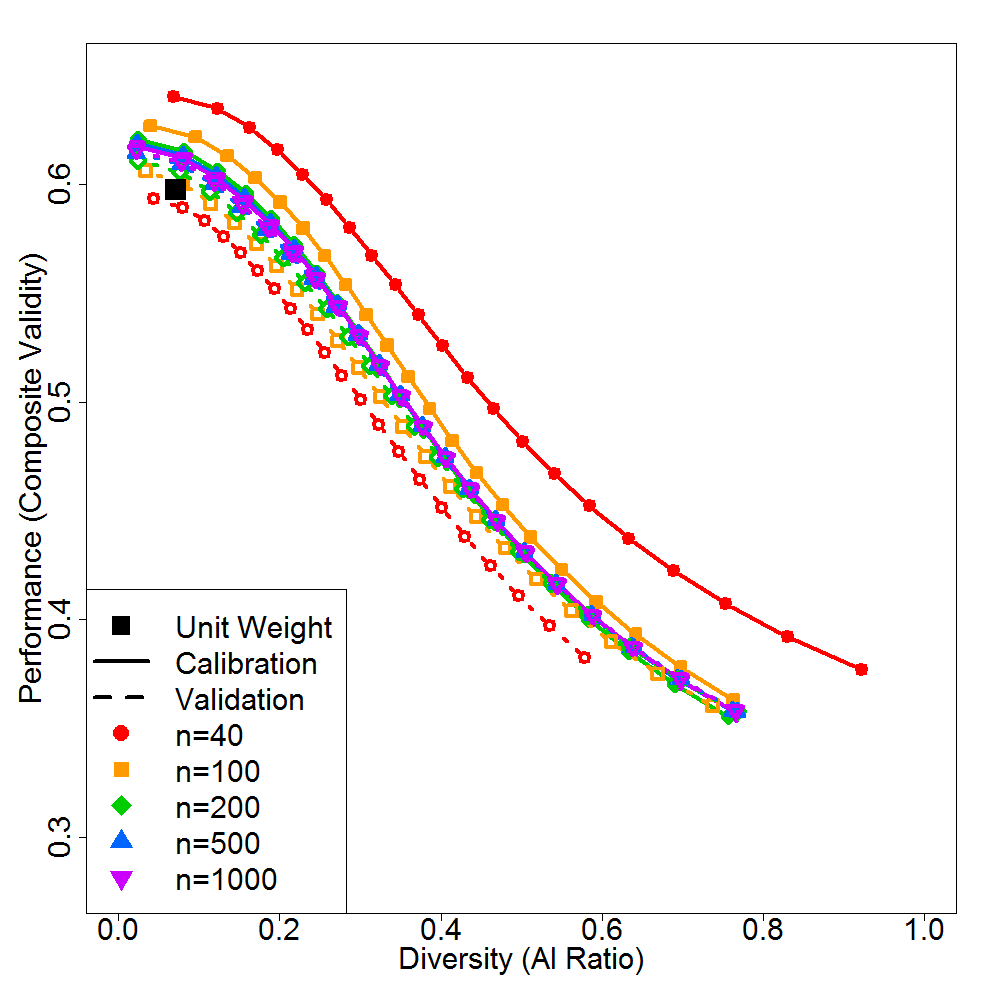 Performance (Composite Validity)
0.6
0.5
0.4
0.3
Unit Weight
Calibration
Validation
n=40
n=100
n=200
n=500
n=1000
0.0 0.2 0.4 0.6 0.8 1.0
Diversity (AI Ratio)